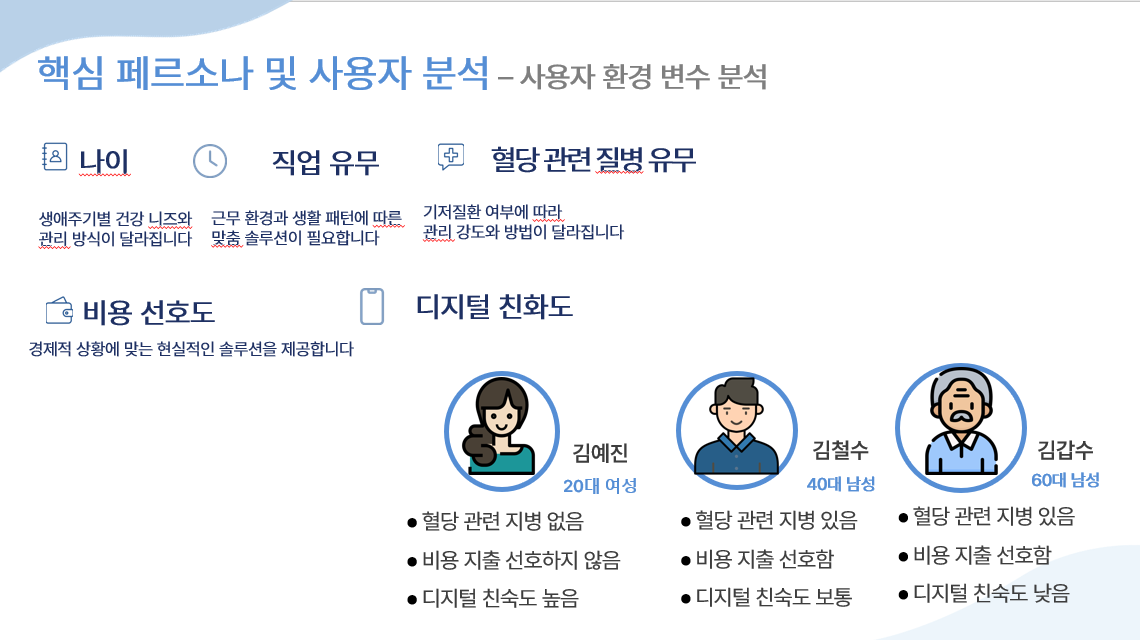 핵심 페르소나 및 사용자 분석 – 사용자 환경 변수 분석
나이
생애주기별 건강 니즈와
관리 방식이 달라집니다
직업 유무
근무 환경과 생활 패턴에 따른
맞춤 솔루션이 필요합니다
혈당 관련 질병 유무
기저질환 여부에 따라
관리 강도와 방법이 달라집니다
비용 선호도
경제적 상황에 맞는 현실적인 솔루션을 제공합니다
디지털 친화도
김예진
20대 여성
● 혈당 관련 지병 없음
● 비용 지출 선호하지 않음
● 디지털 친숙도 높음
김철수
40대 남성
● 혈당 관련 지병 있음
● 비용 지출 선호함
● 디지털 친숙도 보통
김갑수
60대 남성
● 혈당 관련 지병 있음
● 비용 지출 선호함
● 디지털 친숙도 낮음